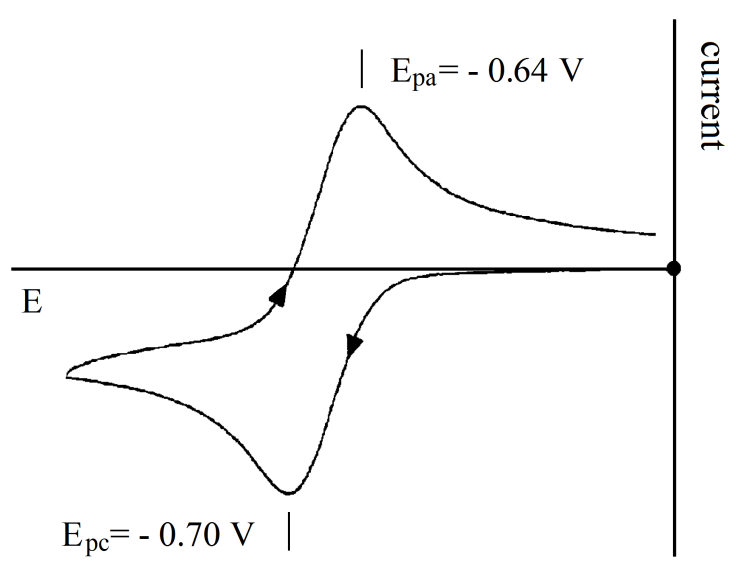 Epa= - 0.64 V
current
E
Epc= - 0.70 V